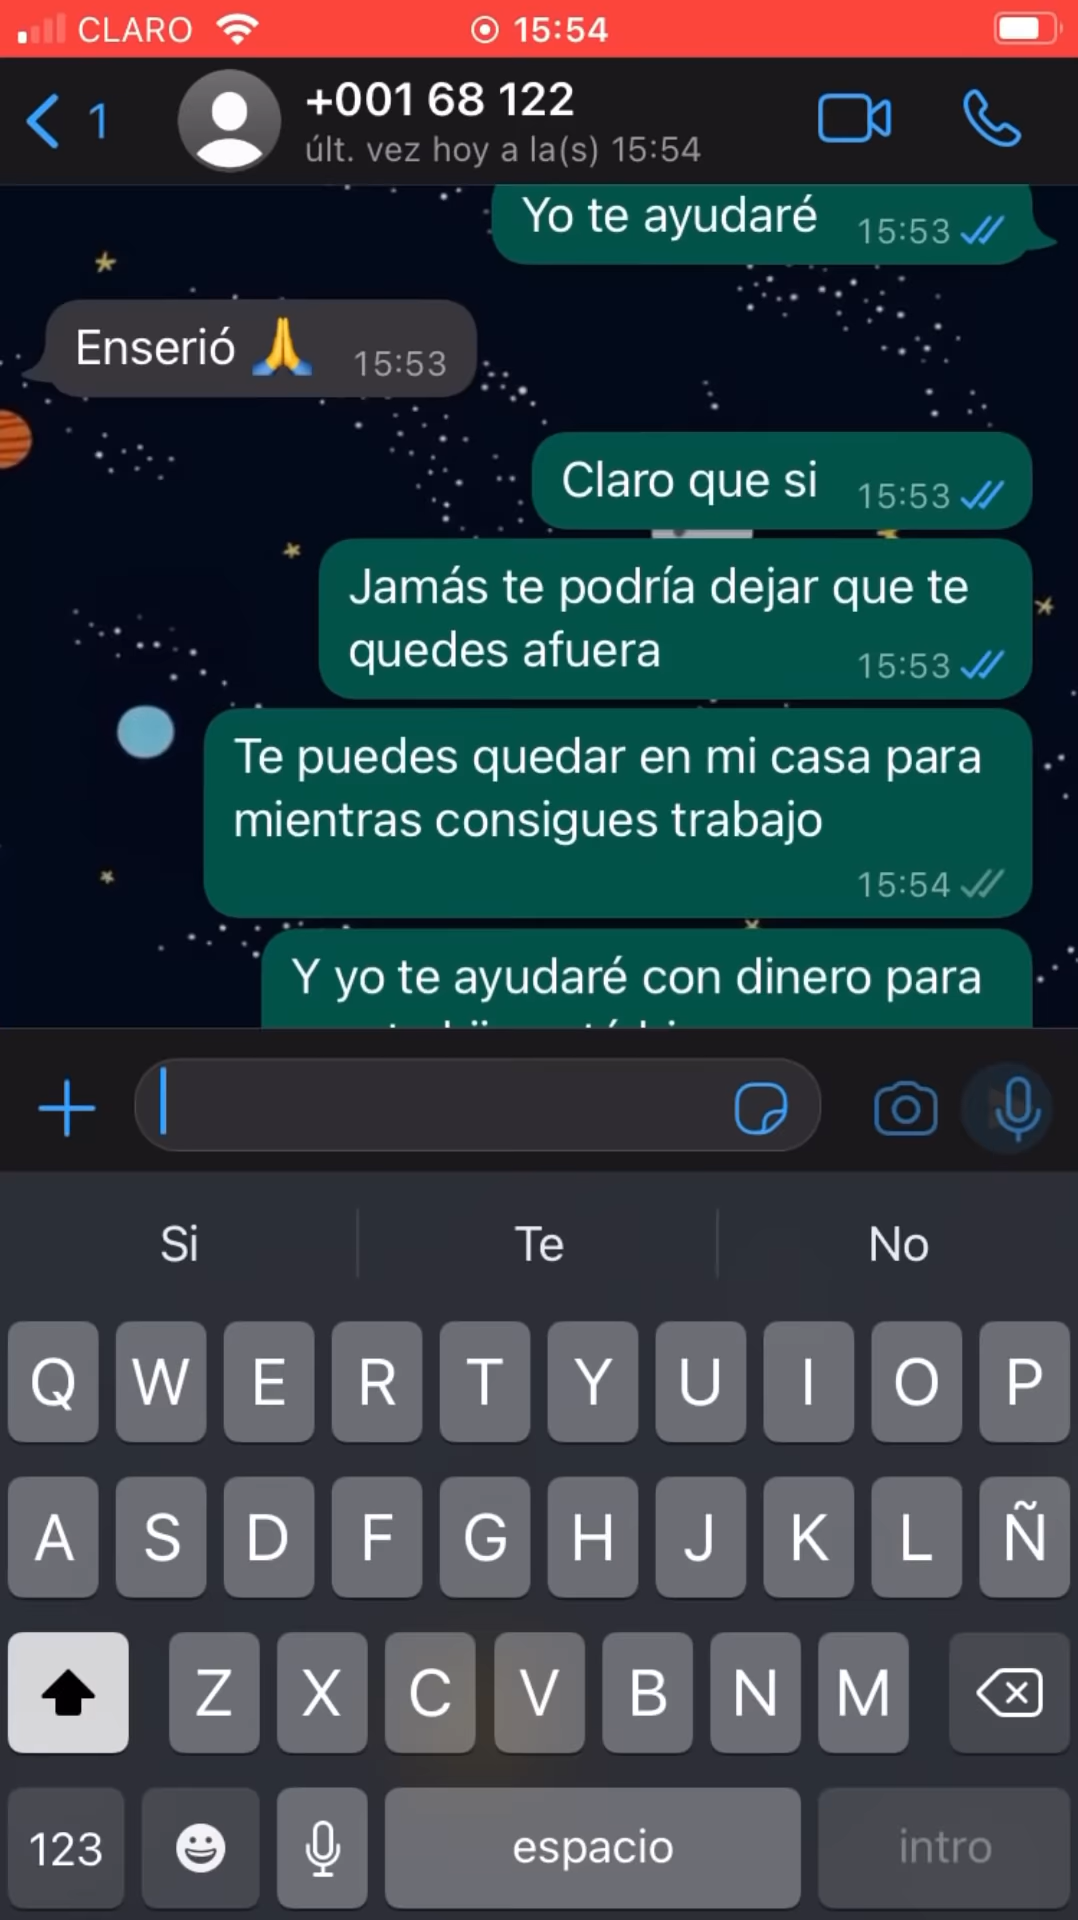 CLARO 15:54
1 +001 68 122
últ. vez hoy a la(s) 15:54
Yo te ayudaré 15:53
Enserió 🙏 15:53
Claro que si 15:53
Jamás te podría dejar que te
quedes afuera 15:53
Te puedes quedar en mi casa para
mientras consigues trabajo
15:54
Y yo te ayudaré con dinero para
Si Te No
Q W E R T Y U I O P
A S D F G H J K L Ñ
Z X C V B N M
123 espacio intro